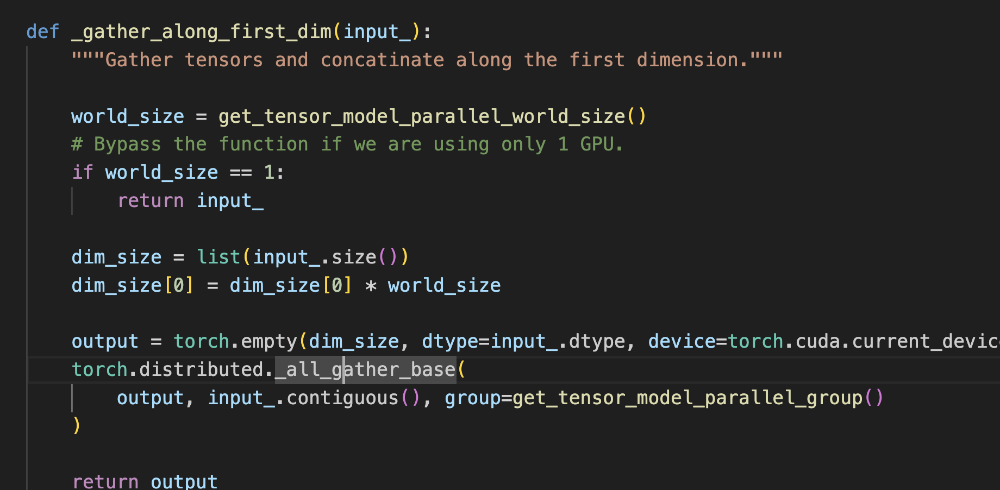 def _gather_along_first_dim(input_):
"""Gather tensors and concatinate along the first dimension."""
world_size = get_tensor_model_parallel_world_size()
# Bypass the function if we are using only 1 GPU.
if world_size == 1:
return input_
dim_size = list(input_.size())
dim_size[0] = dim_size[0] * world_size
output = torch.empty(dim_size, dtype=input_.dtype, device=torch.cuda.current_devic
torch.distributed._all_gather_base(
output, input_.contiguous(), group=get_tensor_model_parallel_group()
)
return output